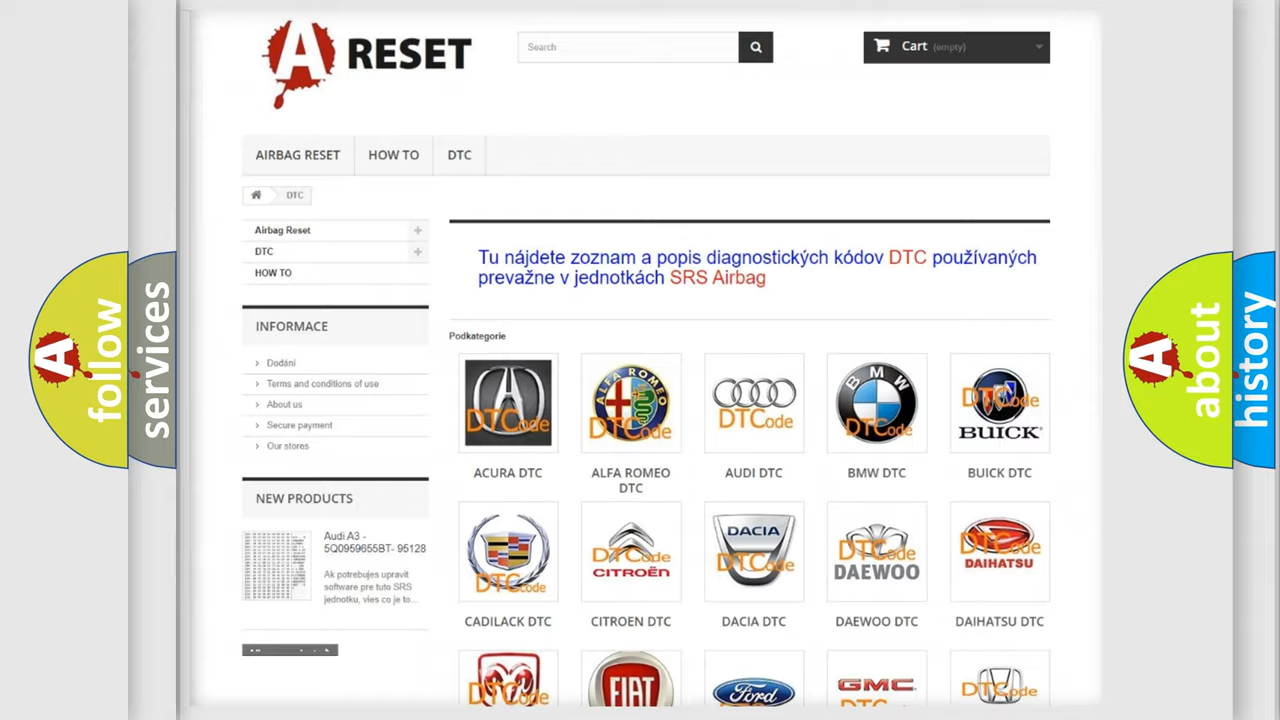 A RESET
Search
Cart (empty)
AIRBAG RESET
HOW TO
DTC
DTC
Airbag Reset
DTC
HOW TO
INFORMACE
Dodání
Terms and conditions of use
About us
Secure payment
Our stores
NEW PRODUCTS
Audi A3 -
5Q0959655BT- 95128
Ak potrebujes upravit
software pre tuto SRS
jednotku, vies co je to...
Tu nájdete zoznam a popis diagnostických kódov DTC používaných
prevažne v jednotkách SRS Airbag
Podkategorie
DTCode
ALFA ROMEO
DTCode
DTCode
BMW
DTCode
DTCode
BUICK
ACURA DTC
ALFA ROMEO
DTC
AUDI DTC
BMW DTC
BUICK DTC
DTCode
DTCode
CITROËN
DACIA
DTCode
DTCode
DAEWOO
DTCode
DAIHATSU
CADILACK DTC
CITROEN DTC
DACIA DTC
DAEWOO DTC
DAIHATSU DTC
DTCode
FIAT
Ford
GMC
DTCode
A
follow
services
A
about
history